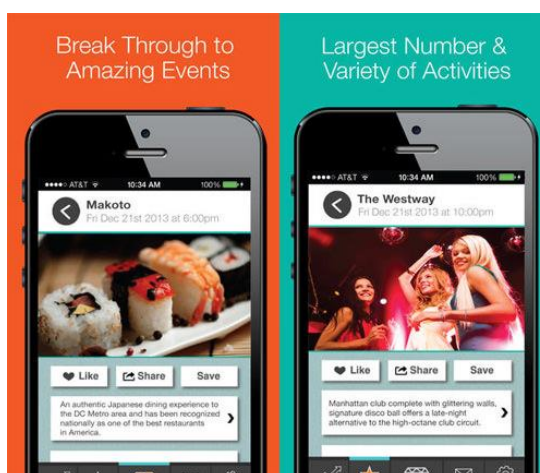 Break Through to
Amazing Events
AT&T 10:34 AM 100%
Makoto
Fri Dec 21st 2013 at 6:00pm
Like Share Save
An authentic Japanese dining experience to
the DC Metro area and has been recognized
nationally as one of the best restaurants
in America.
Largest Number &
Variety of Activities
AT&T 10:34 AM 100%
The Westway
Fri Dec 21st 2013 at 10:00pm
Like Share Save
Manhattan club complete with glittering walls,
signature disco ball offers a late-night
alternative to the high-octane club circuit.